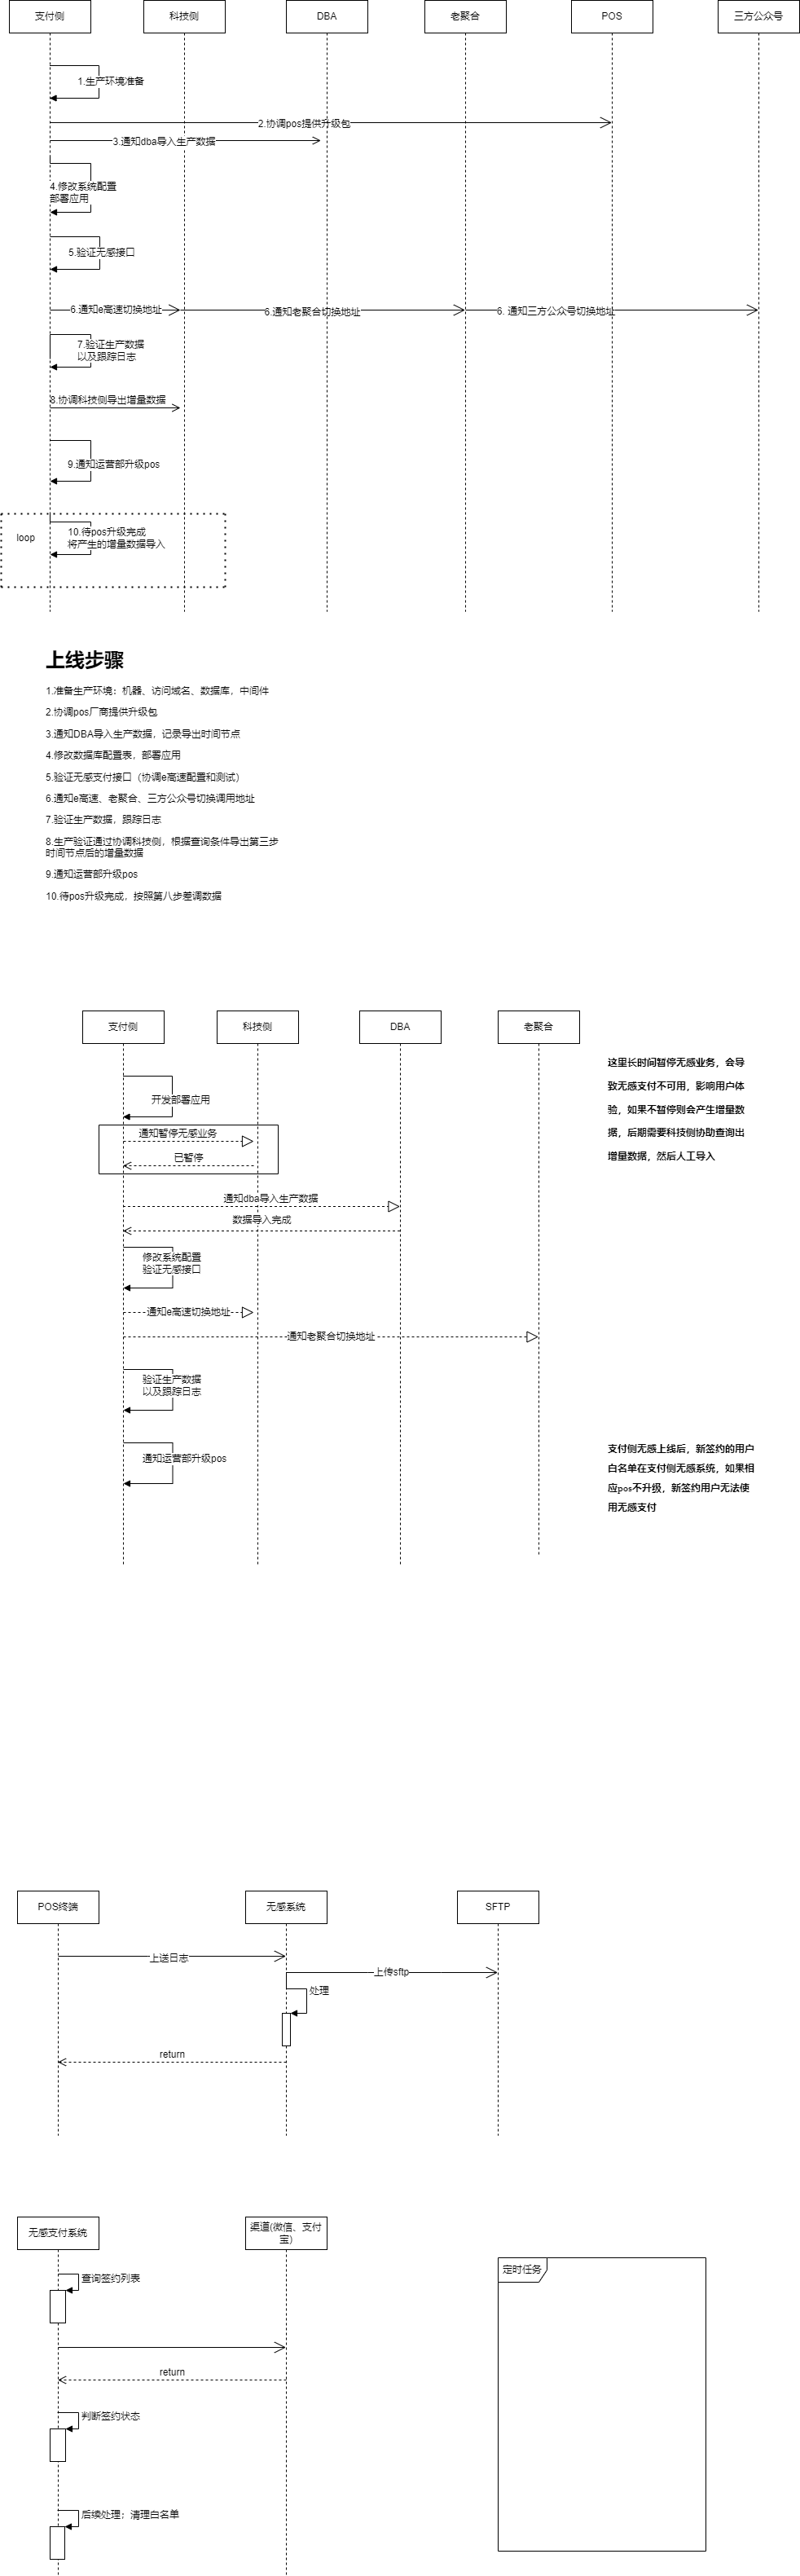 支付侧
科技侧
DBA
老聚合
POS
三方公众号
1.生产环境准备
2.协调pos提供升级包
3.通知dba导入生产数据
4.修改系统配置
部署应用
5.验证无感接口
6.通知e高速切换地址
6.通知老聚合切换地址
6. 通知三方公众号切换地址
7.验证生产数据
以及跟踪日志
8.协调科技侧导出增量数据
9.通知运营部升级pos
loop
10.待pos升级完成
将产生的增量数据导入
上线步骤
1.准备生产环境：机器、访问域名、数据库，中间件
2.协调pos厂商提供升级包
3.通知DBA导入生产数据，记录导出时间节点
4.修改数据库配置表，部署应用
5.验证无感支付接口（协调e高速配置和测试）
6.通知e高速、老聚合、三方公众号切换调用地址
7.验证生产数据，跟踪日志
8.生产验证通过协调科技侧，根据查询条件导出第三步
时间节点后的增量数据
9.通知运营部升级pos
10.待pos升级完成，按照第八步差调数据
支付侧
科技侧
DBA
老聚合
这里长时间暂停无感业务，会导
致无感支付不可用，影响用户体
验，如果不暂停则会产生增量数
据，后期需要科技侧协助查询出
增量数据，然后人工导入
开发部署应用
通知暂停无感业务
已暂停
通知dba导入生产数据
数据导入完成
修改系统配置
验证无感接口
通知e高速切换地址
通知老聚合切换地址
验证生产数据
以及跟踪日志
通知运营部升级pos
支付侧无感上线后，新签约的用户
白名单在支付侧无感系统，如果相
应pos不升级，新签约用户无法使
用无感支付
POS终端
无感系统
SFTP
上送日志
上传sftp
处理
return
无感支付系统
渠道(微信、支付
宝)
定时任务
查询签约列表
return
判断签约状态
后续处理；清理白名单